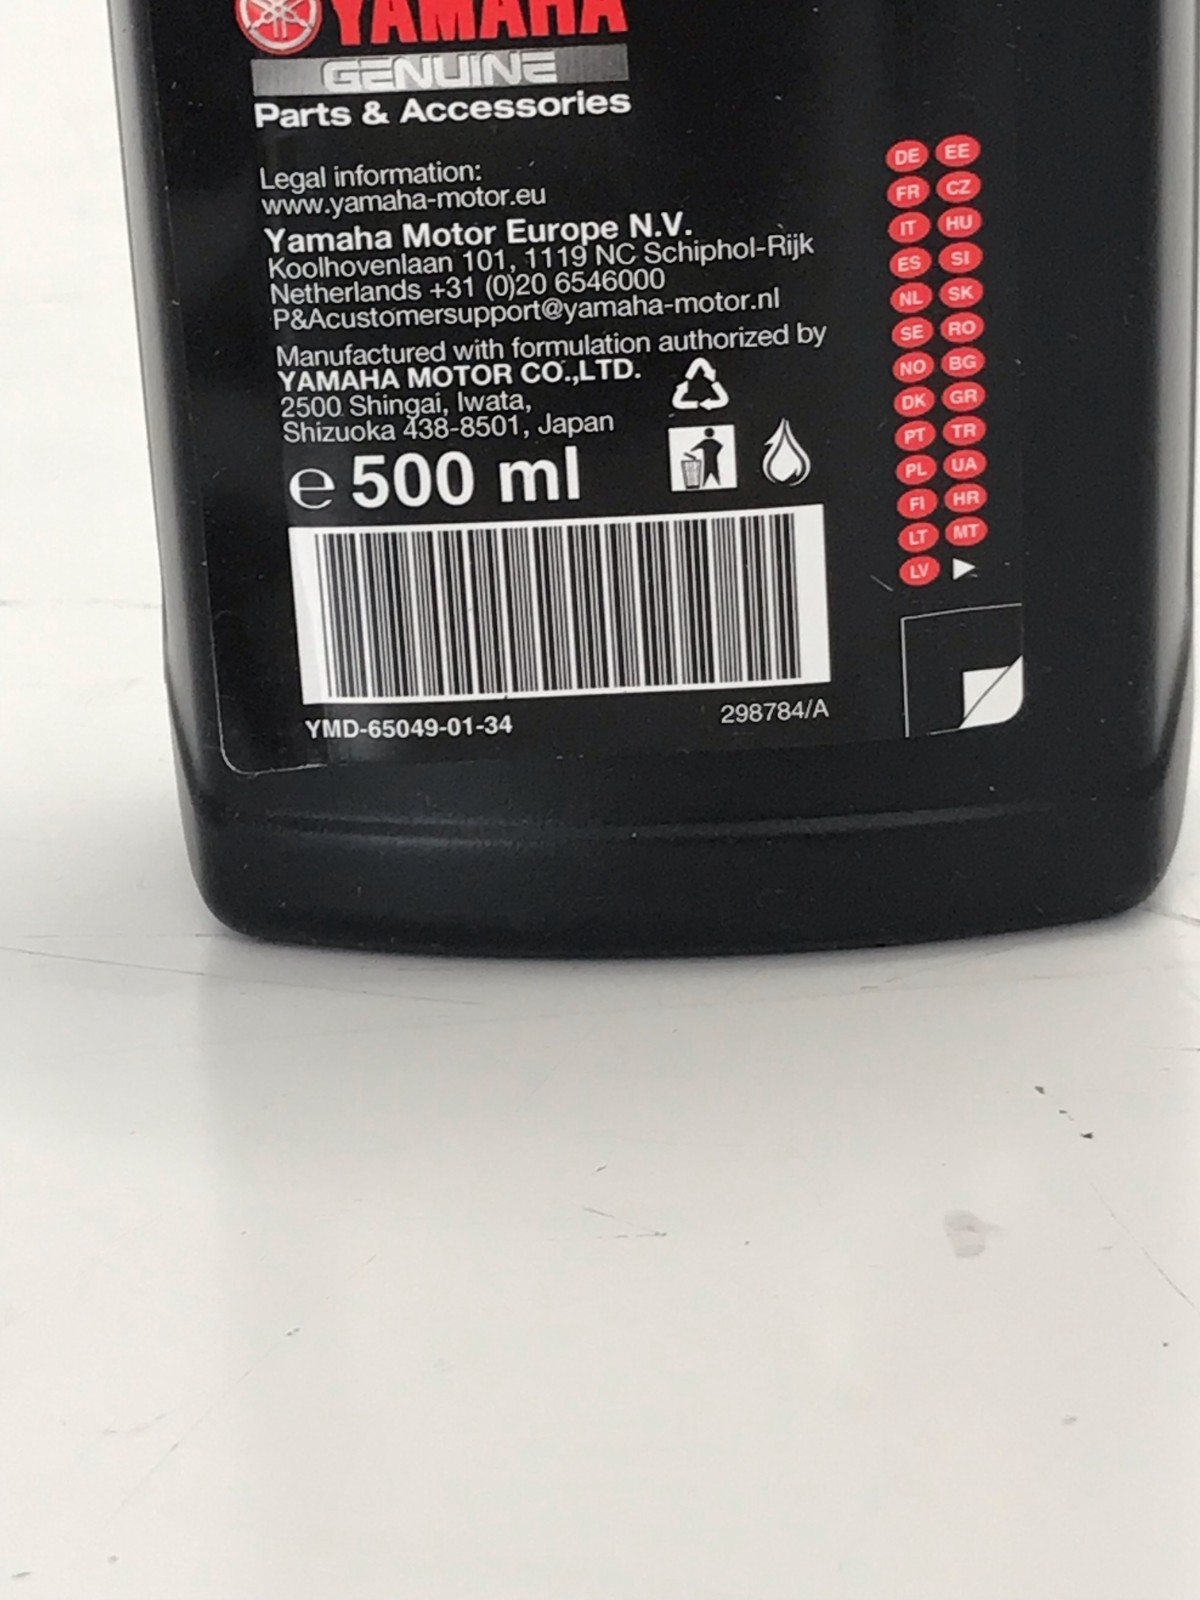 YAMAHA
GENUINE
Parts & Accessories
Legal information:
www.yamaha-motor.eu
Yamaha Motor Europe N.V.
Koolhovenlaan 101, 1119 NC Schiphol-Rijk
Netherlands +31 (0)20 6546000
P&Acustomersupport@yamaha-motor.nl
Manufactured with formulation authorized by
YAMAHA MOTOR CO.,LTD.
2500 Shingai, Iwata,
Shizuoka 438-8501, Japan
℮ 500 ml
YMD-65049-01-34
298784/A
DE EE
FR CZ
IT HU
ES SI
NL SK
SE RO
NO BG
DK GR
PT TR
PL UA
FI HR
LT MT
LV